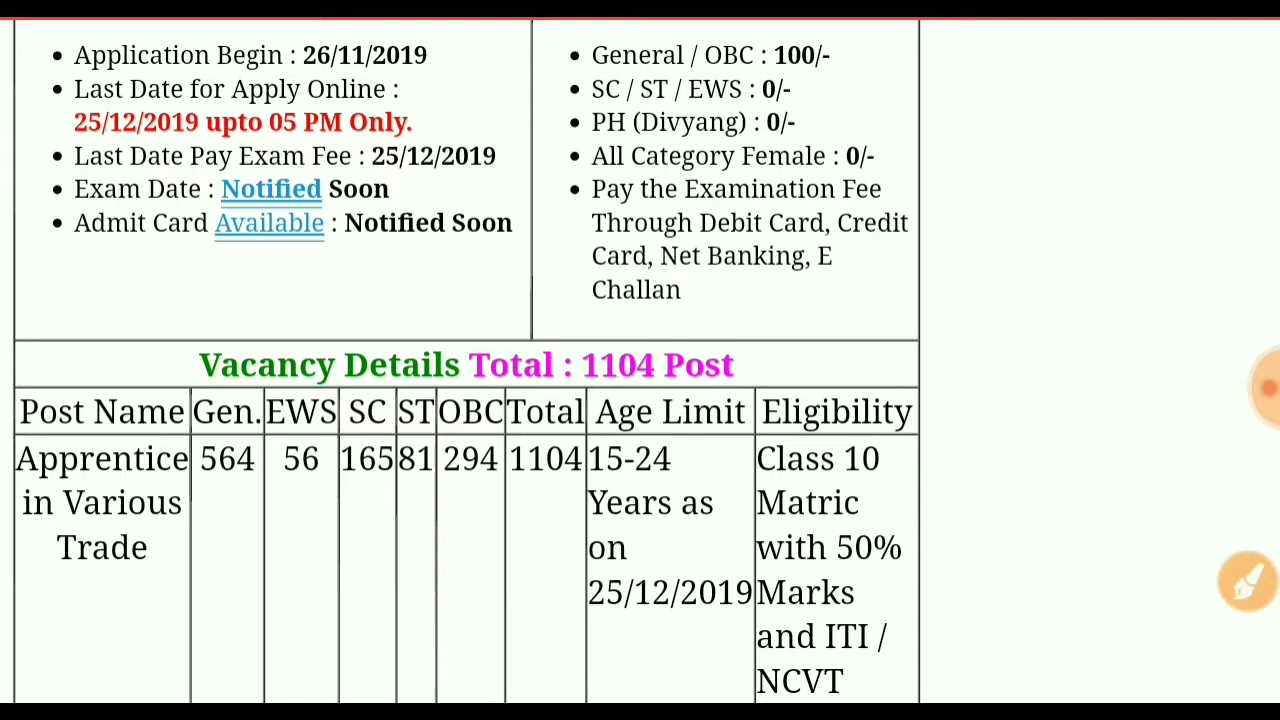 Application Begin : 26/11/2019
Last Date for Apply Online :
25/12/2019 upto 05 PM Only.
Last Date Pay Exam Fee : 25/12/2019
Exam Date : Notified Soon
Admit Card Available : Notified Soon
General / OBC : 100/-
SC / ST / EWS : 0/-
PH (Divyang) : 0/-
All Category Female : 0/-
Pay the Examination Fee
Through Debit Card, Credit
Card, Net Banking, E
Challan
Vacancy Details Total : 1104 Post
Post Name Gen. EWS SC ST OBC Total Age Limit Eligibility
Apprentice 564 56 165 81 294 1104 15-24 Class 10
in Various Years as Matric
Trade on with 50%
25/12/2019 Marks
and ITI /
NCVT